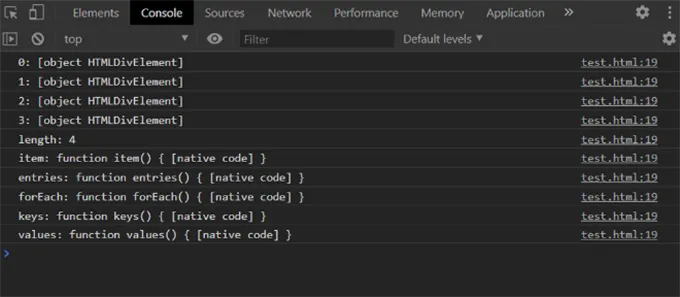 Elements Console Sources Network Performance Memory Application »
top Filter Default levels
0: [object HTMLDivElement] test.html:19
1: [object HTMLDivElement] test.html:19
2: [object HTMLDivElement] test.html:19
3: [object HTMLDivElement] test.html:19
length: 4 test.html:19
item: function item() { [native code] } test.html:19
entries: function entries() { [native code] } test.html:19
forEach: function forEach() { [native code] } test.html:19
keys: function keys() { [native code] } test.html:19
values: function values() { [native code] } test.html:19
>